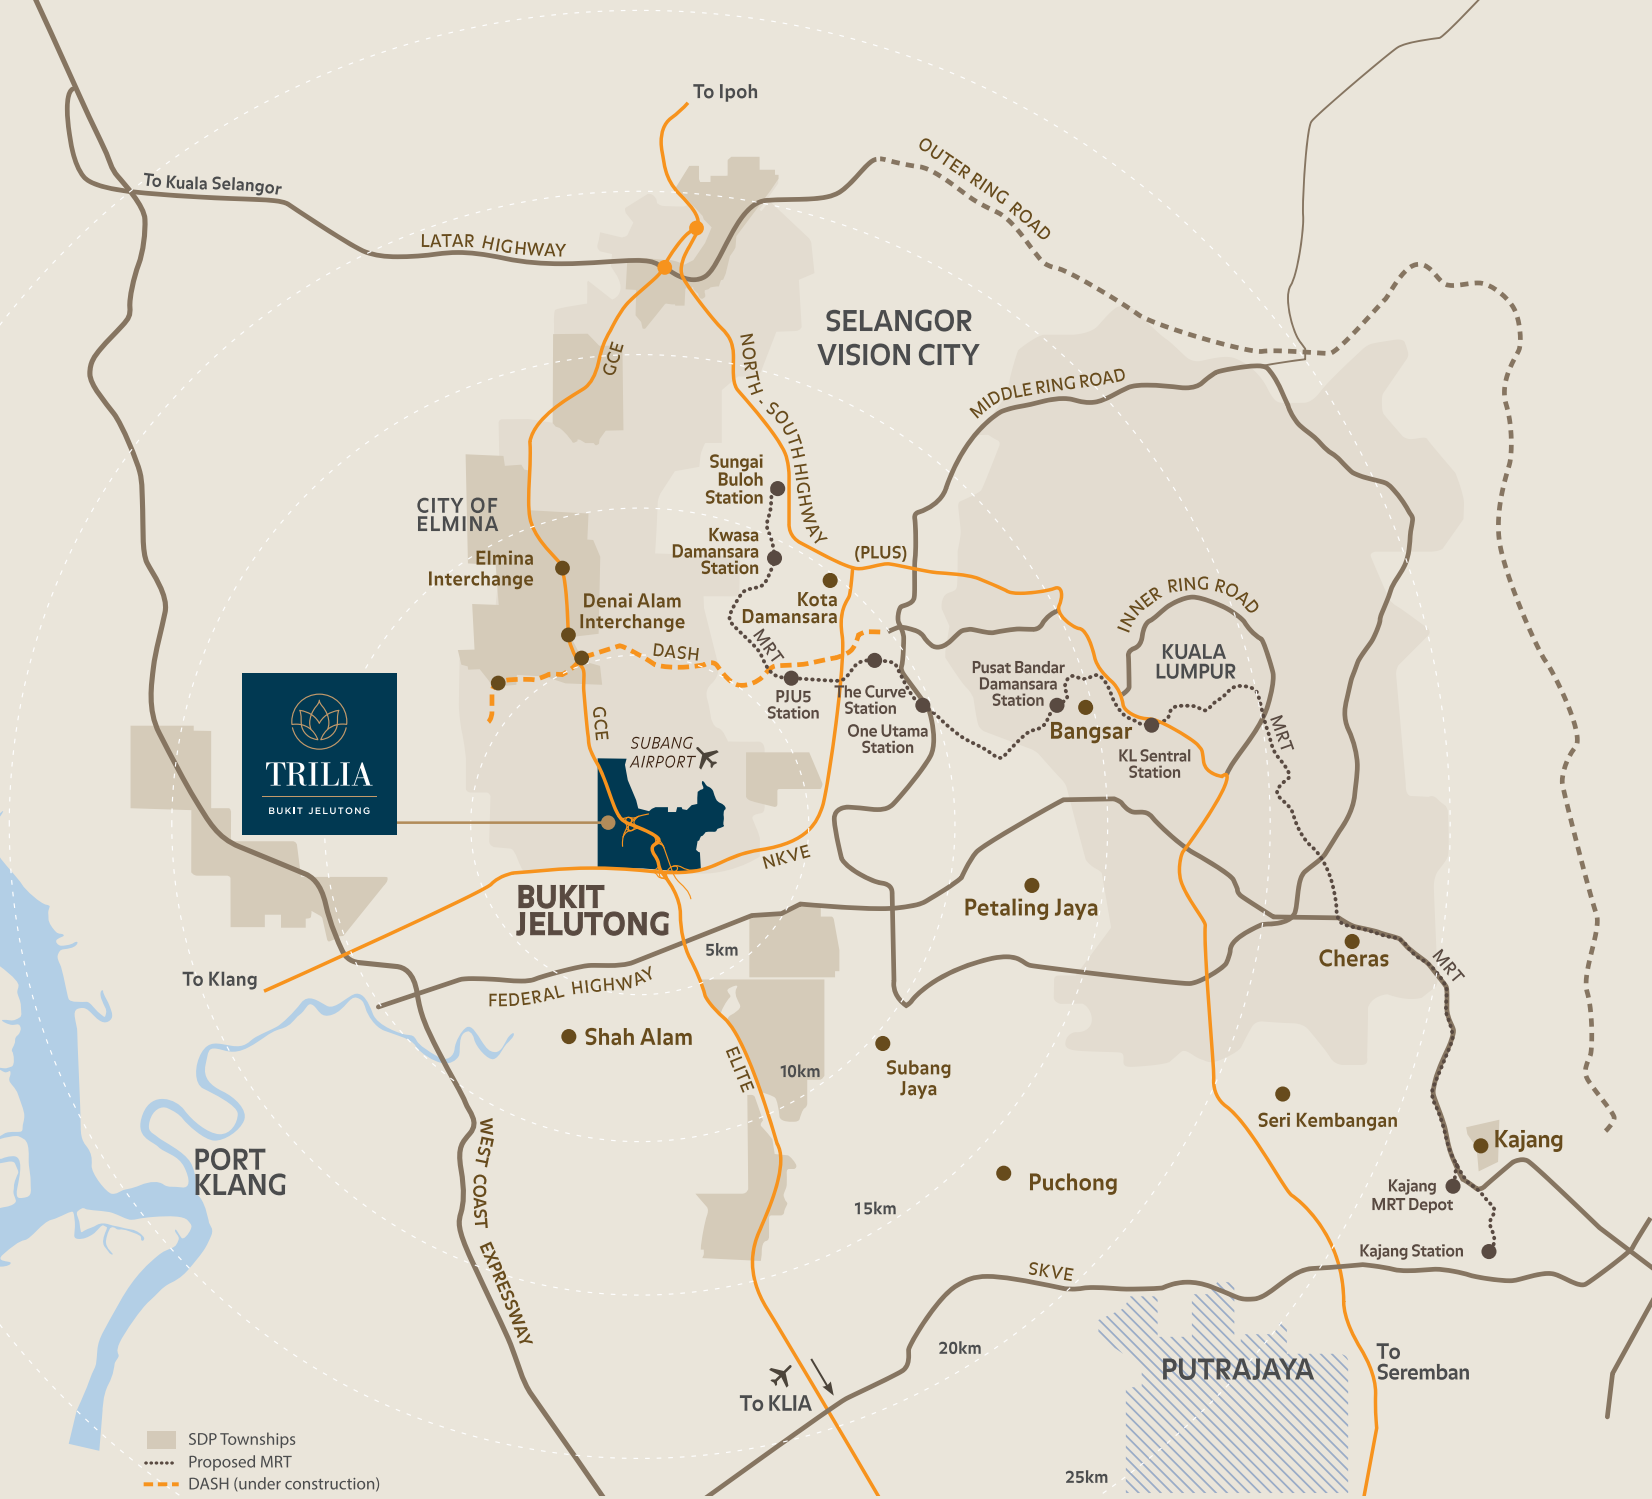 To Ipoh
OUTER RING ROAD
To Kuala Selangor
LATAR HIGHWAY
SELANGOR
VISION CITY
GCE
NORTH - SOUTH HIGHWAY
MIDDLE RING ROAD
Sungai
Buloh
Station
CITY OF
ELMINA
Kwasa
Damansara
Station
(PLUS)
Elmina
Interchange
Kota
Damansara
Denai Alam
Interchange
INNER RING ROAD
DASH
MRT
KUALA
LUMPUR
Pusat Bandar
Damansara
Station
PJU5
Station
The Curve
Station
One Utama
Station
Bangsar
KL Sentral
Station
MRT
GCE
SUBANG
AIRPORT
TRILIA
BUKIT JELUTONG
NKVE
BUKIT
JELUTONG
Petaling Jaya
5km
Cheras
MRT
To Klang
FEDERAL HIGHWAY
Shah Alam
ELITE
10km
Subang
Jaya
Seri Kembangan
Kajang
WEST COAST EXPRESSWAY
PORT
KLANG
Puchong
Kajang
MRT Depot
15km
Kajang Station
SKVE
20km
PUTRAJAYA
To
Seremban
To KLIA
25km
SDP Townships
Proposed MRT
DASH (under construction)